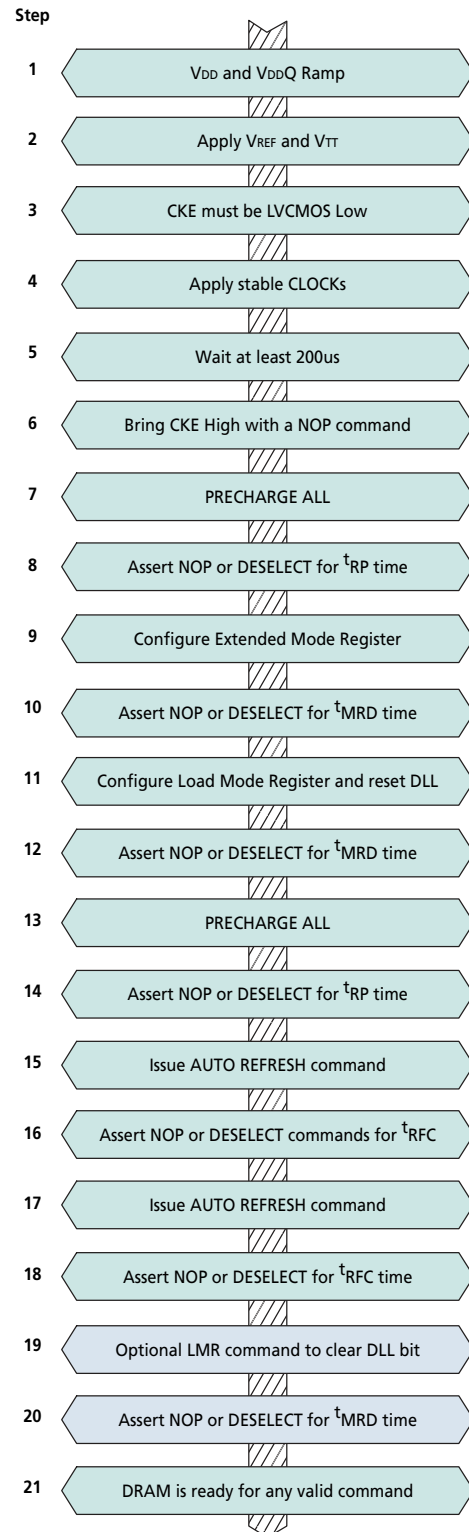 Step
1 VDD and VDDQ Ramp
2 Apply VREF and VTT
3 CKE must be LVCMOS Low
4 Apply stable CLOCKs
5 Wait at least 200us
6 Bring CKE High with a NOP command
7 PRECHARGE ALL
8 Assert NOP or DESELECT for tRP time
9 Configure Extended Mode Register
10 Assert NOP or DESELECT for tMRD time
11 Configure Load Mode Register and reset DLL
12 Assert NOP or DESELECT for tMRD time
13 PRECHARGE ALL
14 Assert NOP or DESELECT for tRP time
15 Issue AUTO REFRESH command
16 Assert NOP or DESELECT commands for tRFC
17 Issue AUTO REFRESH command
18 Assert NOP or DESELECT for tRFC time
19 Optional LMR command to clear DLL bit
20 Assert NOP or DESELECT for tMRD time
21 DRAM is ready for any valid command